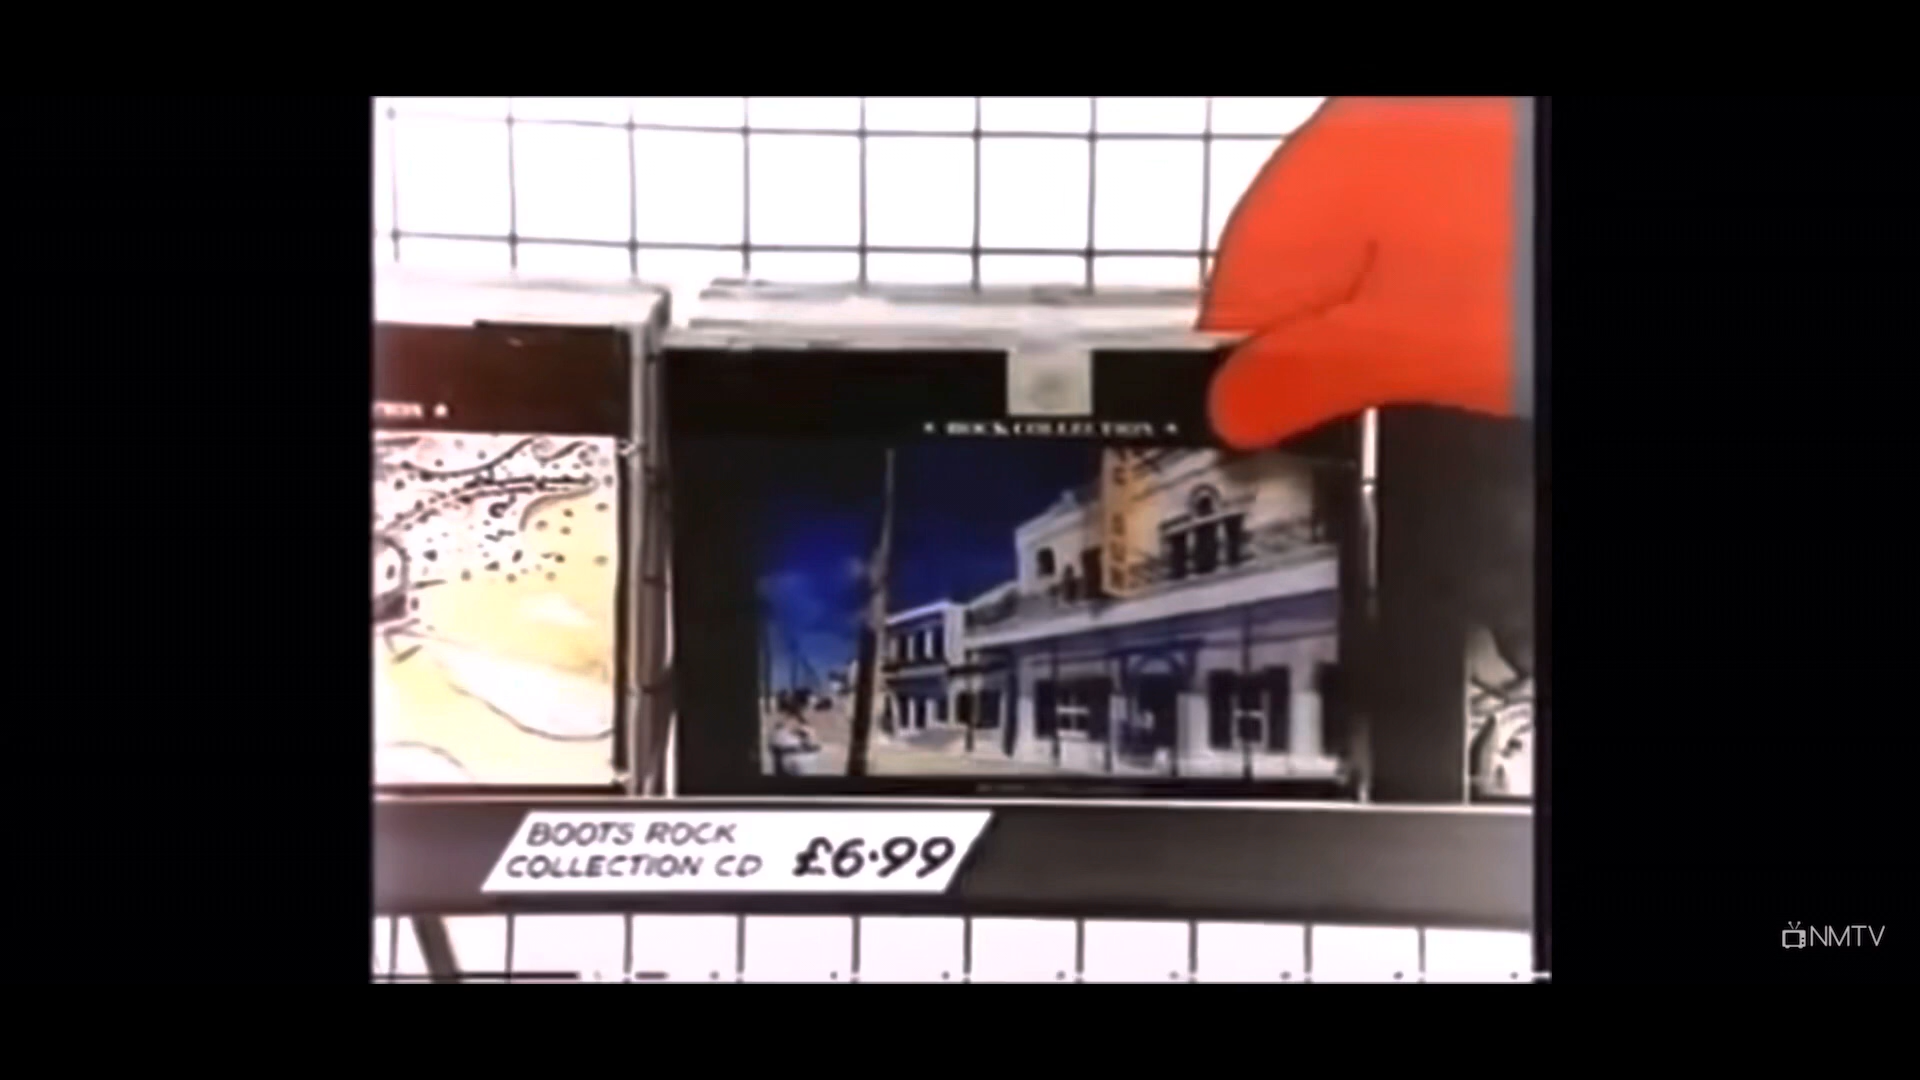 * ROCK COLLECTION *
BOOTS ROCK
COLLECTION CD £6.99
NMTV